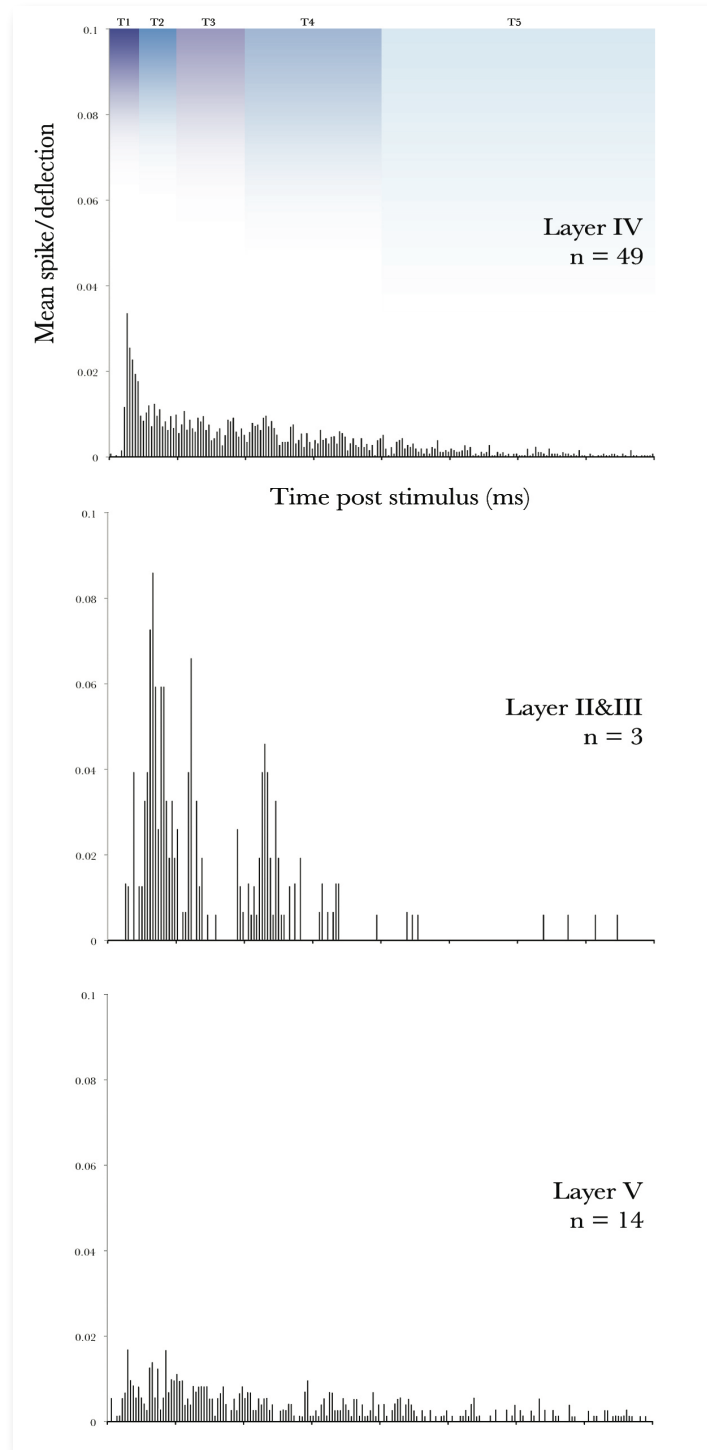 T1 T2 T3 T4 T5
0.1
0.08
0.06
0.04
0.02
0
Mean spike/deflection
Layer IV
n = 49
Time post stimulus (ms)
0.1
0.08
0.06
0.04
0.02
0
Layer II&III
n = 3
0.1
0.08
0.06
0.04
0.02
0
Layer V
n = 14